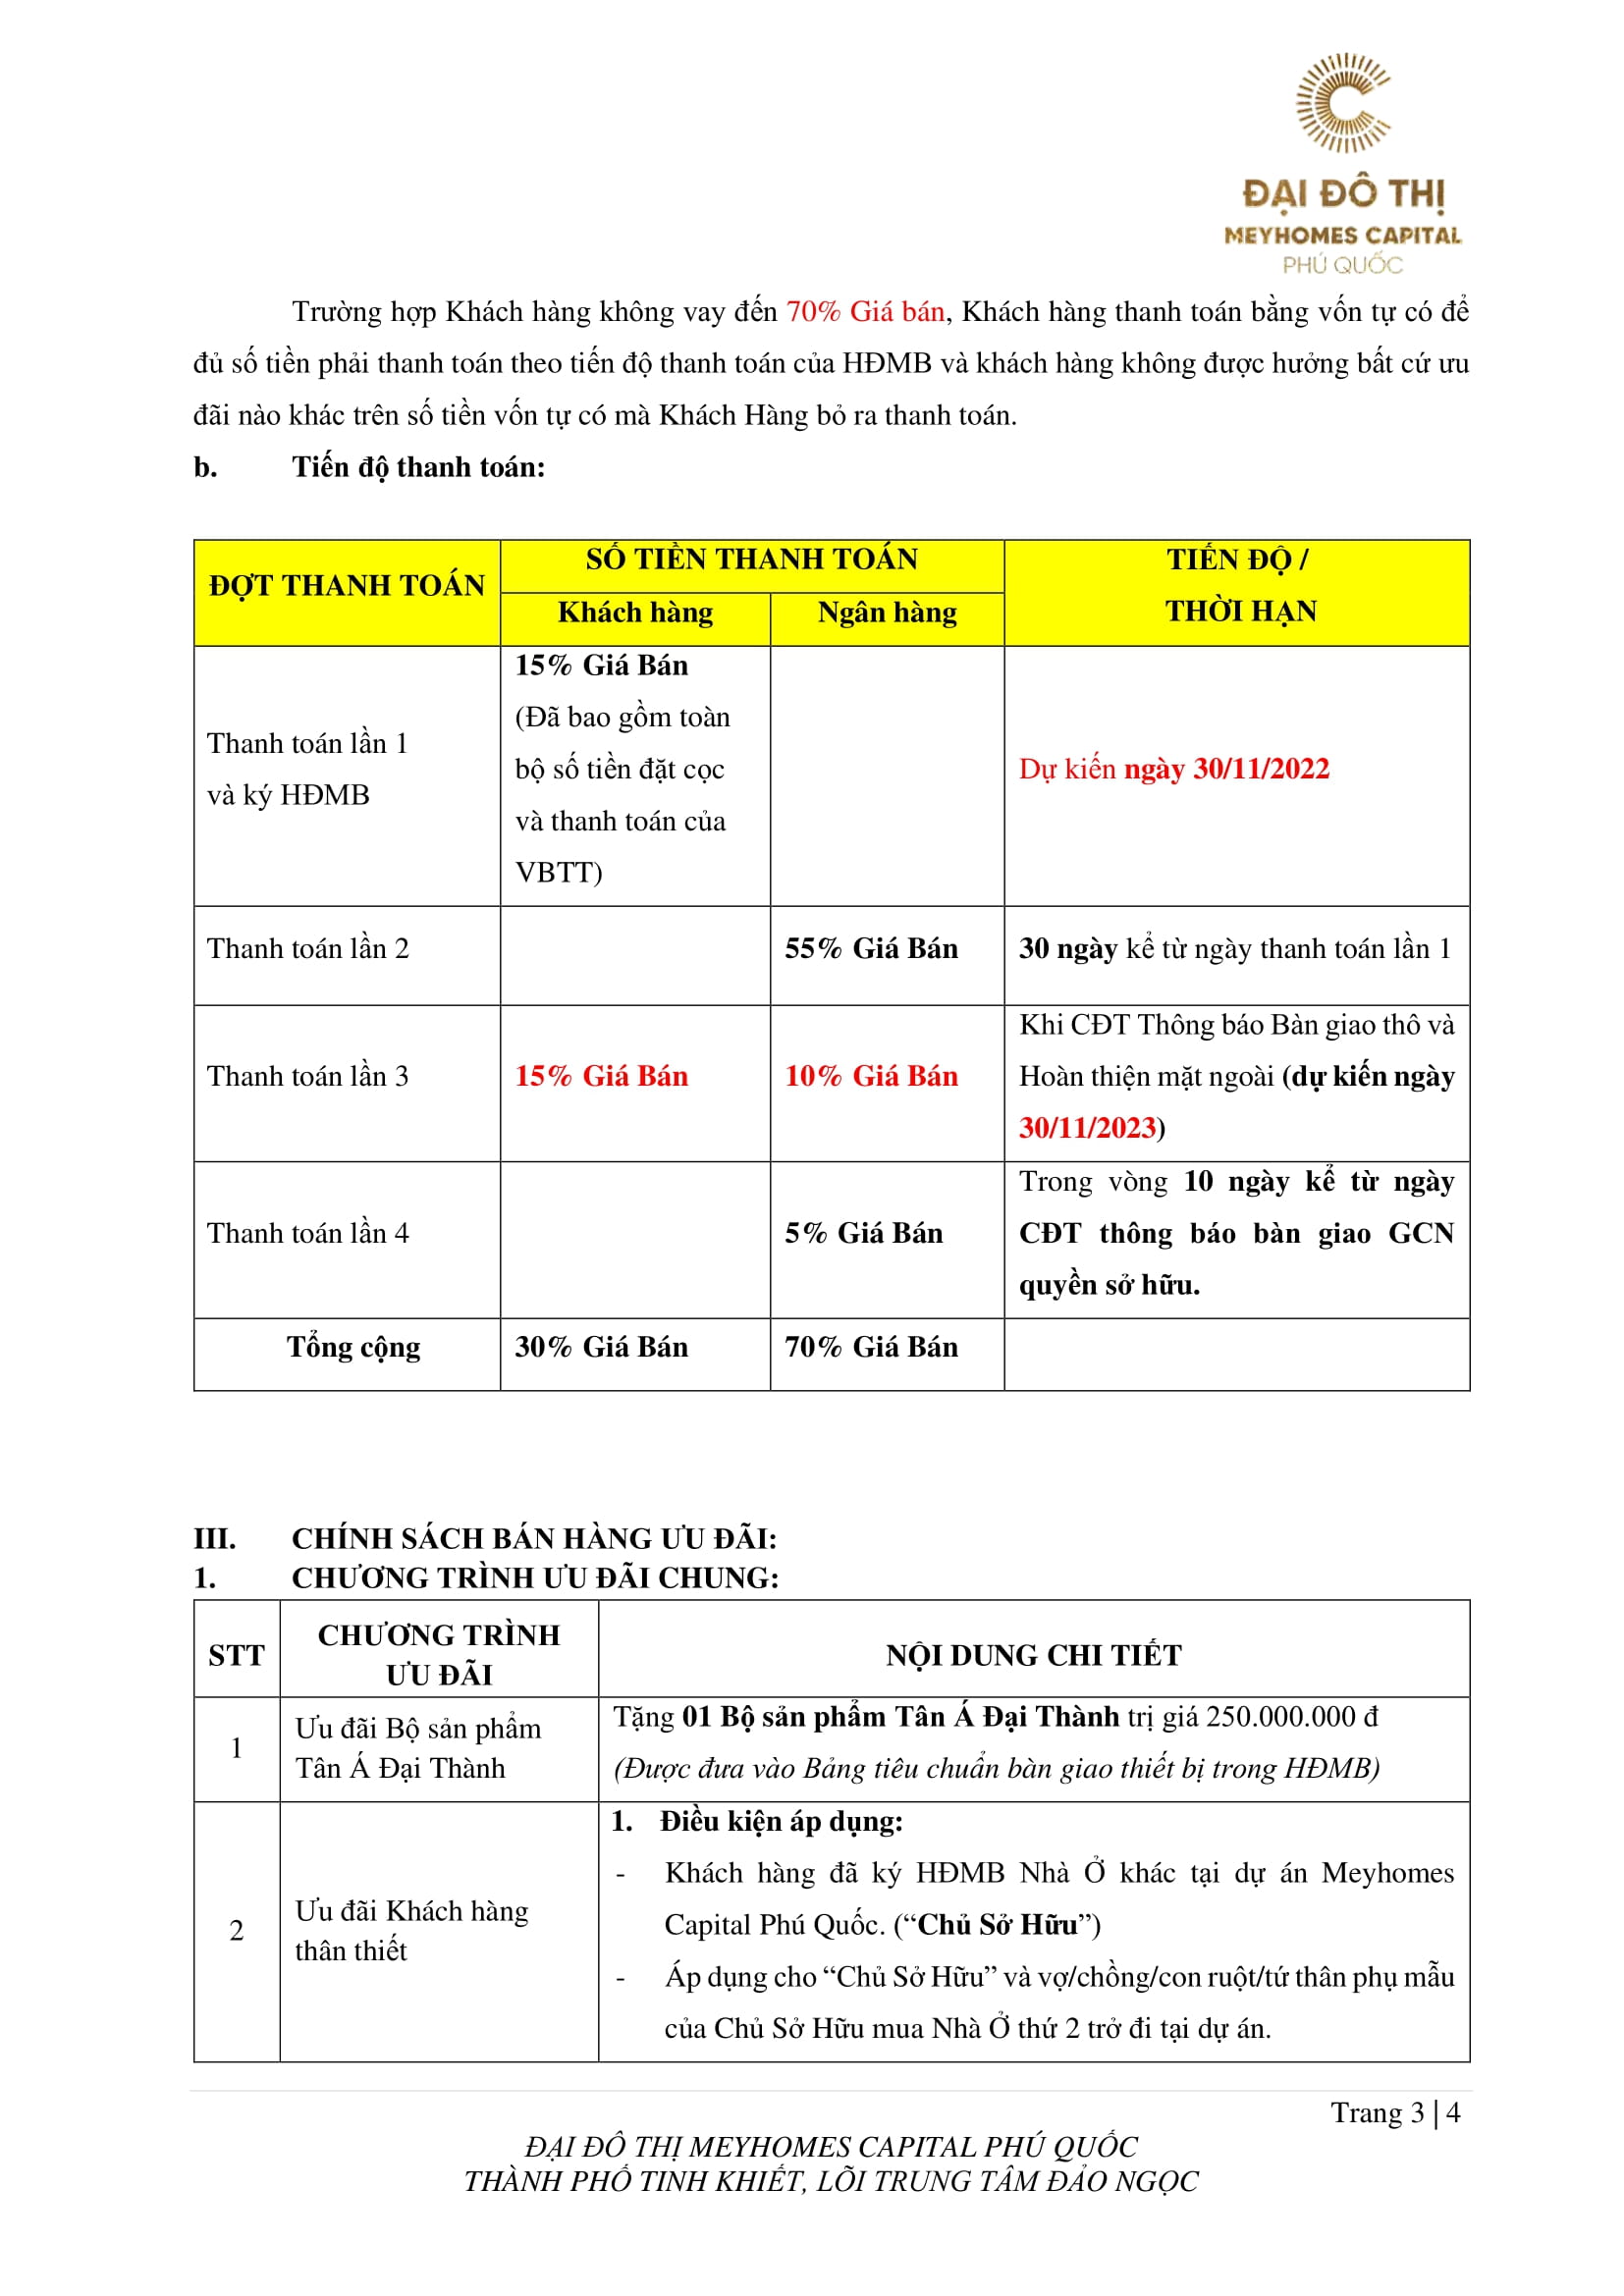 ĐẠI ĐÔ THỊ
MEYHOMES CAPITAL
PHÚ QUỐC
Trường hợp Khách hàng không vay đến 70% Giá bán, Khách hàng thanh toán bằng vốn tự có để
đủ số tiền phải thanh toán theo tiến độ thanh toán của HĐMB và khách hàng không được hưởng bất cứ ưu
đãi nào khác trên số tiền vốn tự có mà Khách Hàng bỏ ra thanh toán.
b. Tiến độ thanh toán:
ĐỢT THANH TOÁN
SỐ TIỀN THANH TOÁN
Khách hàng
Ngân hàng
TIẾN ĐỘ /
THỜI HẠN
Thanh toán lần 1
và ký HĐMB
15% Giá Bán
(Đã bao gồm toàn
bộ số tiền đặt cọc
và thanh toán của
VBTT)
Dự kiến ngày 30/11/2022
Thanh toán lần 2
55% Giá Bán
30 ngày kể từ ngày thanh toán lần 1
Thanh toán lần 3
15% Giá Bán
10% Giá Bán
Khi CĐT Thông báo Bàn giao thô và
Hoàn thiện mặt ngoài (dự kiến ngày
30/11/2023)
Thanh toán lần 4
5% Giá Bán
Trong vòng 10 ngày kể từ ngày
CĐT thông báo bàn giao GCN
quyền sở hữu.
Tổng cộng
30% Giá Bán
70% Giá Bán
III. CHÍNH SÁCH BÁN HÀNG ƯU ĐÃI:
1. CHƯƠNG TRÌNH ƯU ĐÃI CHUNG:
STT
CHƯƠNG TRÌNH
ƯU ĐÃI
NỘI DUNG CHI TIẾT
1
Ưu đãi Bộ sản phẩm
Tân Á Đại Thành
Tặng 01 Bộ sản phẩm Tân Á Đại Thành trị giá 250.000.000 đ
(Được đưa vào Bảng tiêu chuẩn bàn giao thiết bị trong HĐMB)
2
Ưu đãi Khách hàng
thân thiết
1. Điều kiện áp dụng:
- Khách hàng đã ký HĐMB Nhà Ở khác tại dự án Meyhomes
Capital Phú Quốc. (“Chủ Sở Hữu”)
- Áp dụng cho “Chủ Sở Hữu” và vợ/chồng/con ruột/tứ thân phụ mẫu
của Chủ Sở Hữu mua Nhà Ở thứ 2 trở đi tại dự án.
Trang 3 | 4
ĐẠI ĐÔ THỊ MEYHOMES CAPITAL PHÚ QUỐC
THÀNH PHỐ TINH KHIẾT, LÕI TRUNG TÂM ĐẢO NGỌC